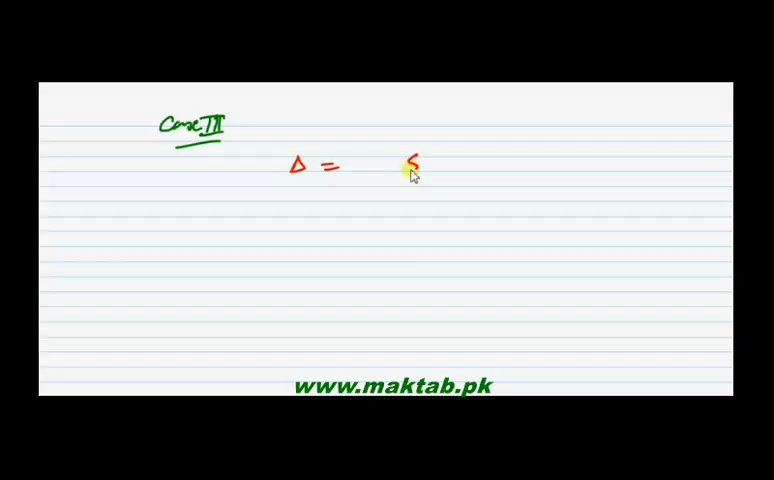 Case III
Δ = s
www.maktab.pk